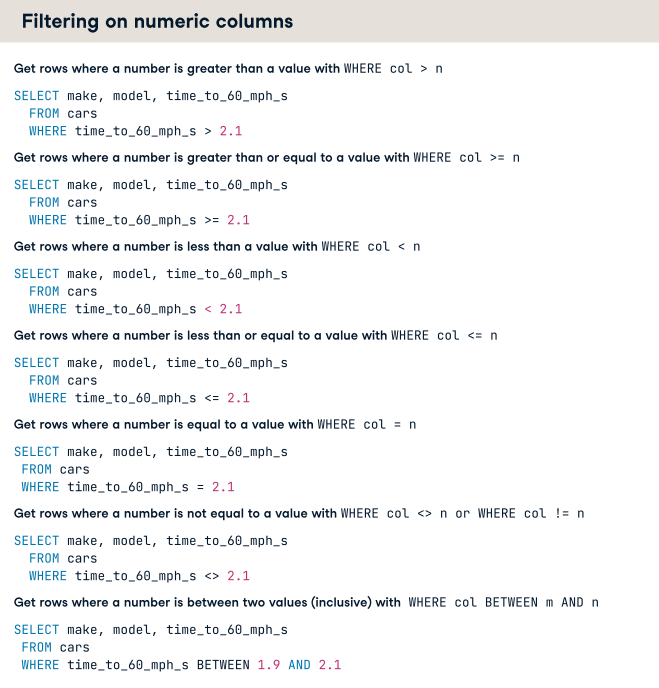 Filtering on numeric columns
Get rows where a number is greater than a value with WHERE col > n
SELECT make, model, time_to_60_mph_s
  FROM cars
  WHERE time_to_60_mph_s > 2.1
Get rows where a number is greater than or equal to a value with WHERE col >= n
SELECT make, model, time_to_60_mph_s
  FROM cars
  WHERE time_to_60_mph_s >= 2.1
Get rows where a number is less than a value with WHERE col < n
SELECT make, model, time_to_60_mph_s
  FROM cars
  WHERE time_to_60_mph_s < 2.1
Get rows where a number is less than or equal to a value with WHERE col <= n
SELECT make, model, time_to_60_mph_s
  FROM cars
  WHERE time_to_60_mph_s <= 2.1
Get rows where a number is equal to a value with WHERE col = n
SELECT make, model, time_to_60_mph_s
 FROM cars
 WHERE time_to_60_mph_s = 2.1
Get rows where a number is not equal to a value with WHERE col <> n or WHERE col != n
SELECT make, model, time_to_60_mph_s
  FROM cars
  WHERE time_to_60_mph_s <> 2.1
Get rows where a number is between two values (inclusive) with WHERE col BETWEEN m AND n
SELECT make, model, time_to_60_mph_s
 FROM cars
 WHERE time_to_60_mph_s BETWEEN 1.9 AND 2.1